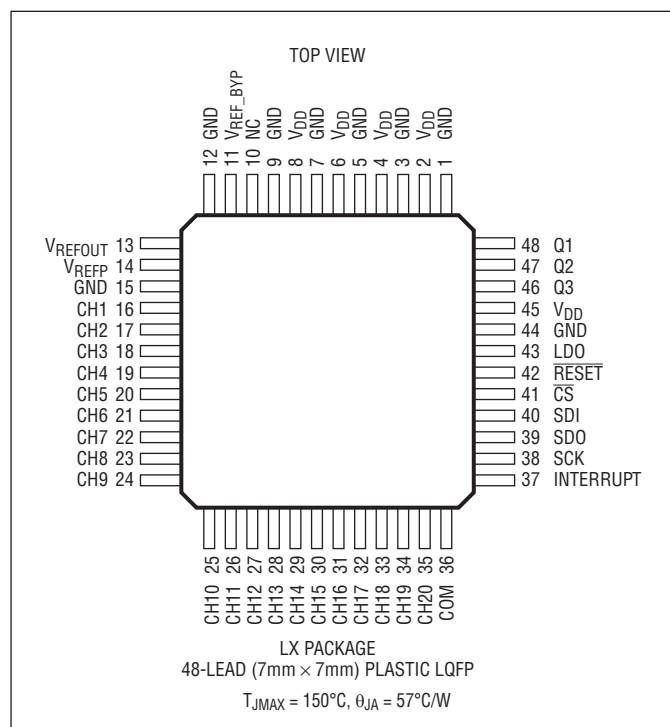 TOP VIEW
12 GND
11 VREF_BYP
10 NC
9 GND
8 VDD
7 GND
6 VDD
5 GND
4 VDD
3 GND
2 VDD
1 GND
VREFOUT 13
VREFP 14
GND 15
CH1 16
CH2 17
CH3 18
CH4 19
CH5 20
CH6 21
CH7 22
CH8 23
CH9 24
48 Q1
47 Q2
46 Q3
45 VDD
44 GND
43 LDO
42 RESET
41 CS
40 SDI
39 SDO
38 SCK
37 INTERRUPT
CH10 25
CH11 26
CH12 27
CH13 28
CH14 29
CH15 30
CH16 31
CH17 32
CH18 33
CH19 34
CH20 35
COM 36
LX PACKAGE
48-LEAD (7mm × 7mm) PLASTIC LQFP
TJMAX = 150°C, θJA = 57°C/W